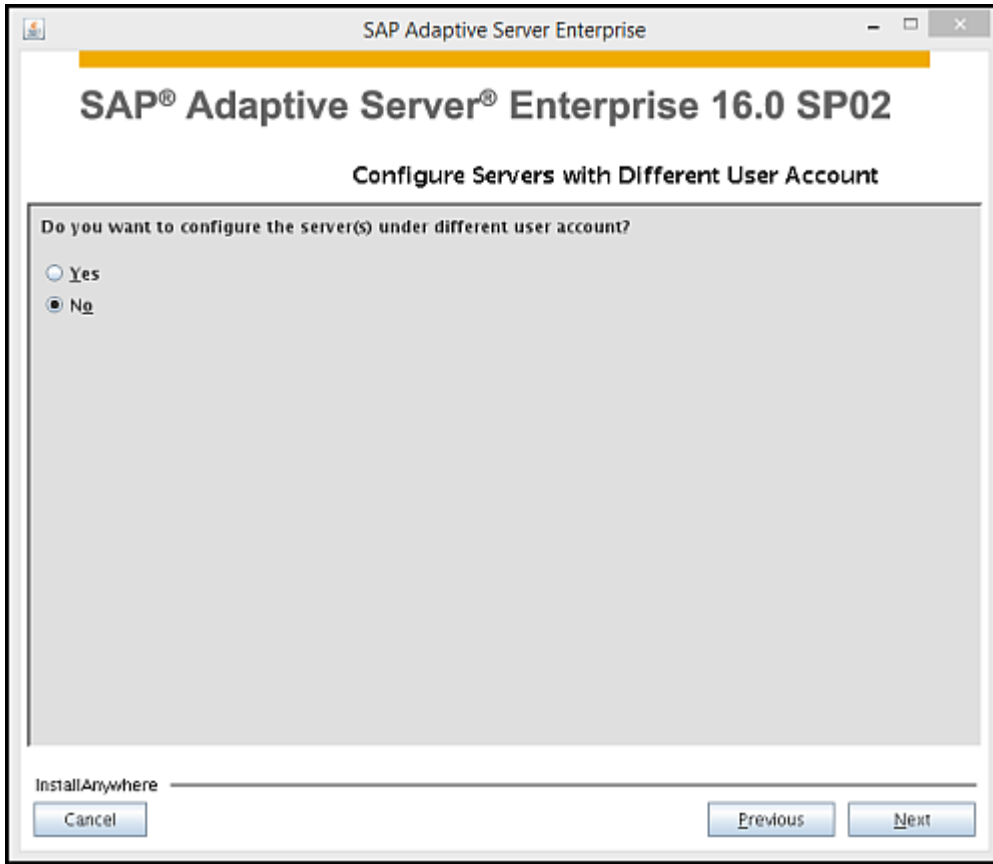 SAP Adaptive Server Enterprise
SAP® Adaptive Server® Enterprise 16.0 SP02
Configure Servers with Different User Account
Do you want to configure the server(s) under different user account?
Yes
No
InstallAnywhere
Cancel
Previous
Next